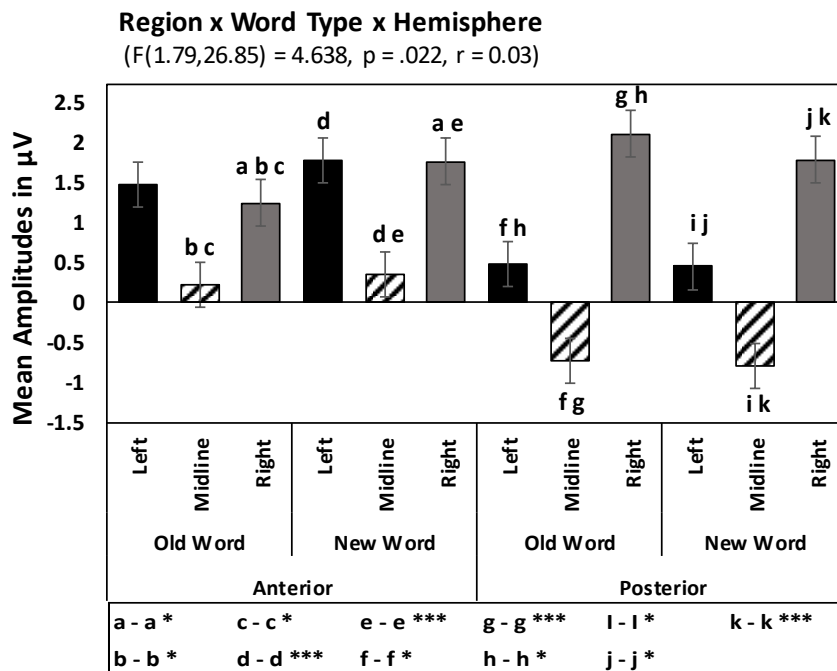 Region x Word Type x Hemisphere
(F(1.79,26.85) = 4.638, p = .022, r = 0.03)
Mean Amplitudes in µV
2.5
2
1.5
1
0.5
0
-0.5
-1
-1.5
a b c
b c
d
a e
d e
f h
g h
f g
i j
j k
i k
Left
Midline
Right
Left
Midline
Right
Left
Midline
Right
Left
Midline
Right
Old Word
New Word
Old Word
New Word
Anterior
Posterior
a - a * c - c * e - e *** g - g *** I - I * k - k ***
b - b * d - d *** f - f * h - h * j - j *